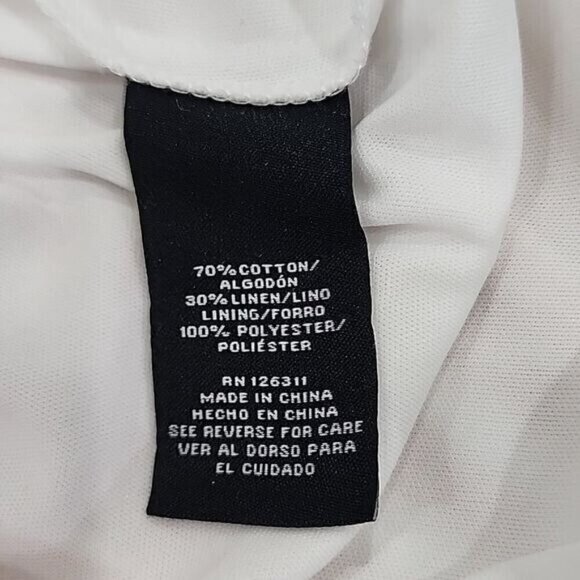 70% COTTON/
ALGODÓN
30% LINEN/LINO
LINING/FORRO
100% POLYESTER/
POLIÉSTER
RN 126311
MADE IN CHINA
HECHO EN CHINA
SEE REVERSE FOR CARE
VER AL DORSO PARA
EL CUIDADO